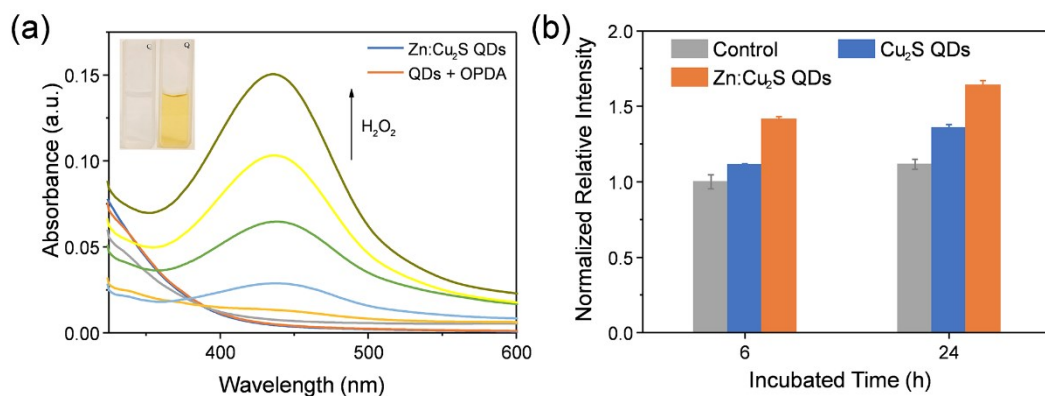 (a)
Absorbance (a.u.)
0.15
0.10
0.05
0.00
C Q
Zn:Cu₂S QDs
QDs + OPDA
H₂O₂
400 500 600
Wavelength (nm)
(b)
Normalized Relative Intensity
2.0
1.5
1.0
0.5
0.0
Control
Cu₂S QDs
Zn:Cu₂S QDs
6 24
Incubated Time (h)